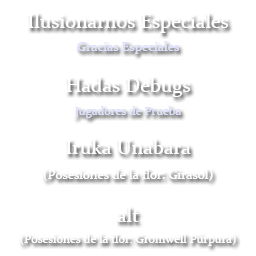 Ilusionarnos Especiales
Gracias Especiales
Hadas Debugs
Jugadores de Prueba
Iruka Unabara
(Posesiones de la flor: Girasol)
alt
(Posesiones de la flor: Gromwell Púrpura)